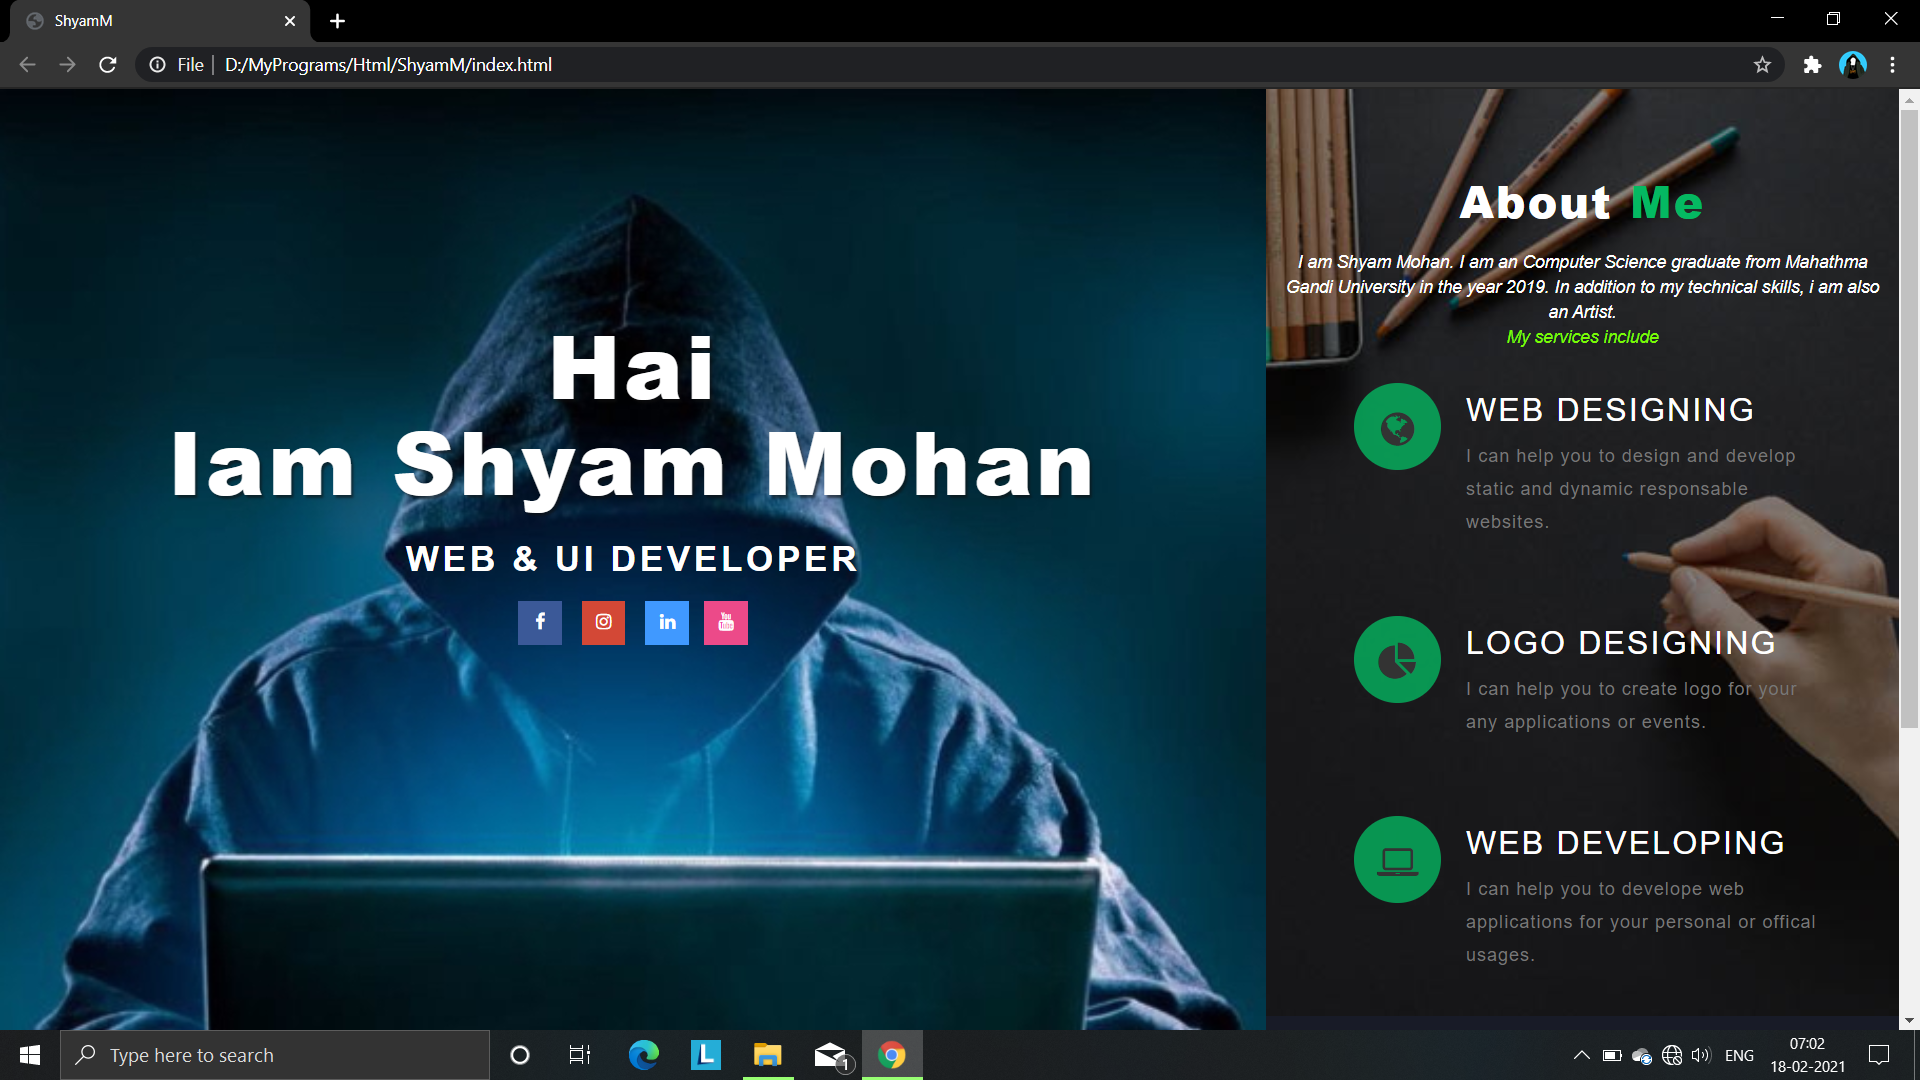 ShyamM
File
D:/MyPrograms/Html/ShyamM/index.html
Hai
Iam Shyam Mohan
WEB & UI DEVELOPER
You
Tube
About Me
I am Shyam Mohan. I am an Computer Science graduate from Mahathma
Gandi University in the year 2019. In addition to my technical skills, i am also
an Artist.
My services include
WEB DESIGNING
I can help you to design and develop
static and dynamic responsable
websites.
LOGO DESIGNING
I can help you to create logo for your
any applications or events.
WEB DEVELOPING
I can help you to develope web
applications for your personal or offical
usages.
Type here to search
L
1
ENG
07:02
18-02-2021